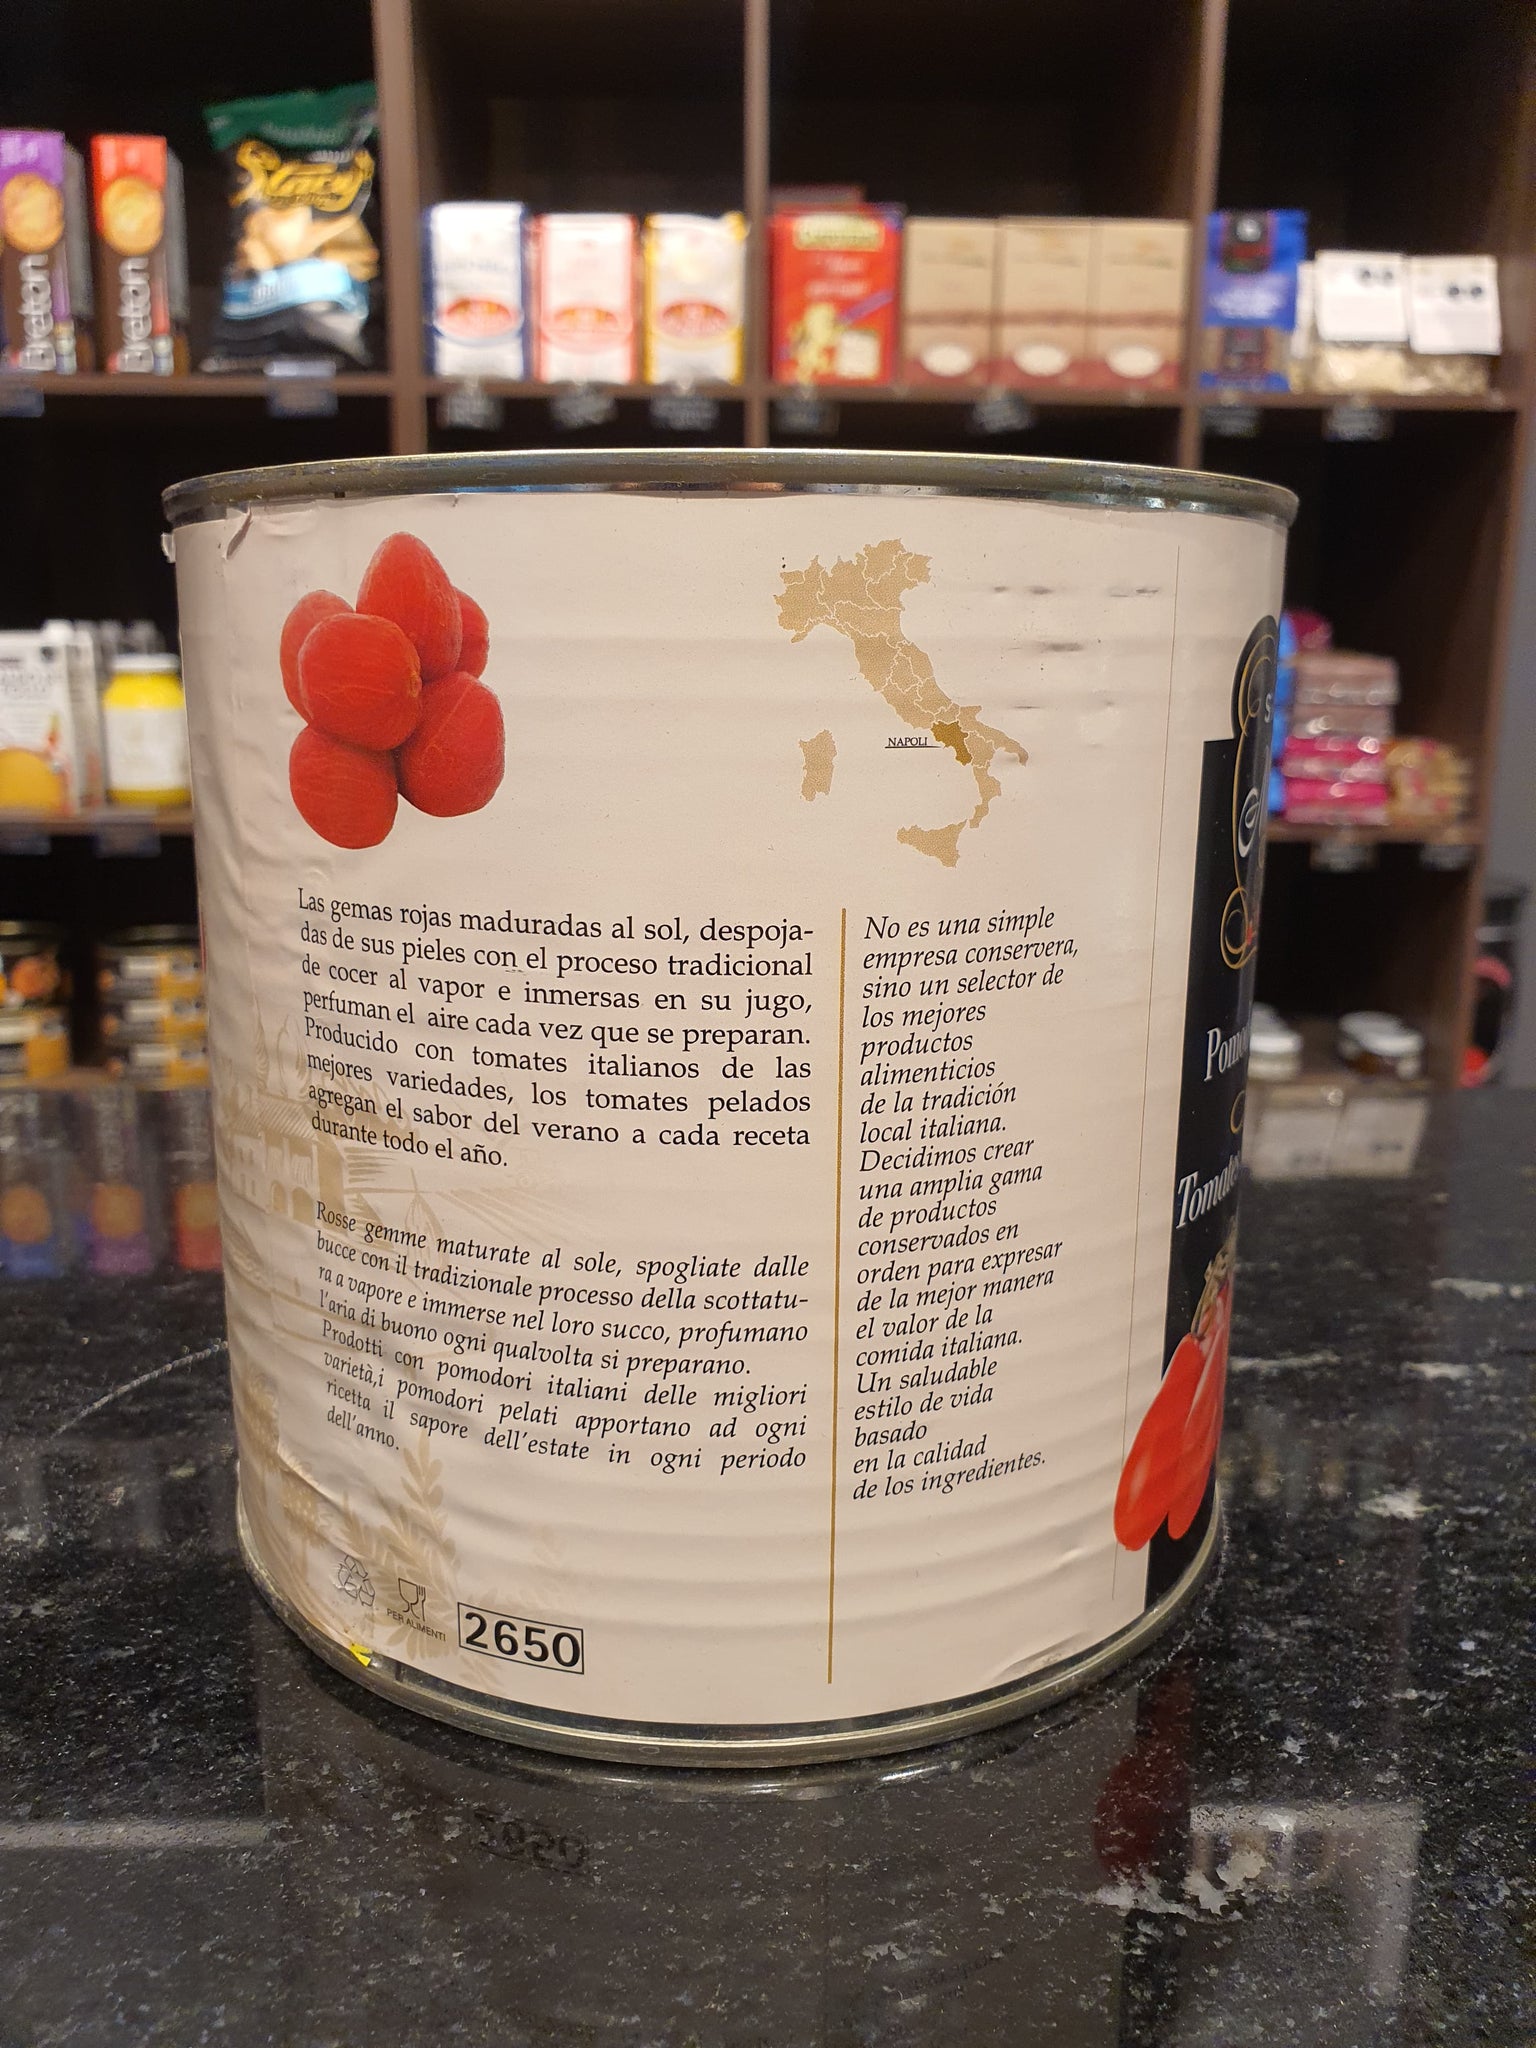 Breton
Breton
Stacy
NAPOLI
Las gemas rojas maduradas al sol, despoja-
das de sus pieles con el proceso tradicional
de cocer al vapor e inmersas en su jugo,
perfuman el aire cada vez que se preparan.
Producido con tomates italianos de las
mejores variedades, los tomates pelados
agregan el sabor del verano a cada receta
durante todo el año.
Rosse gemme maturate al sole, spogliate dalle
bucce con il tradizionale processo della scottatu-
ra a vapore e immerse nel loro succo, profumano
l'aria di buono ogni qualvolta si preparano.
Prodotti con pomodori italiani delle migliori
varietà,i pomodori pelati apportano ad ogni
ricetta il sapore dell'estate in ogni periodo
dell'anno.
PER ALIMENTI
2650
No es una simple
empresa conservera,
sino un selector de
los mejores
productos
alimenticios
de la tradición
local italiana.
Decidimos crear
una amplia gama
de productos
conservados en
orden para expresar
de la mejor manera
el valor de la
comida italiana.
Un saludable
estilo de vida
basado
en la calidad
de los ingredientes.
Pomo
Tomates